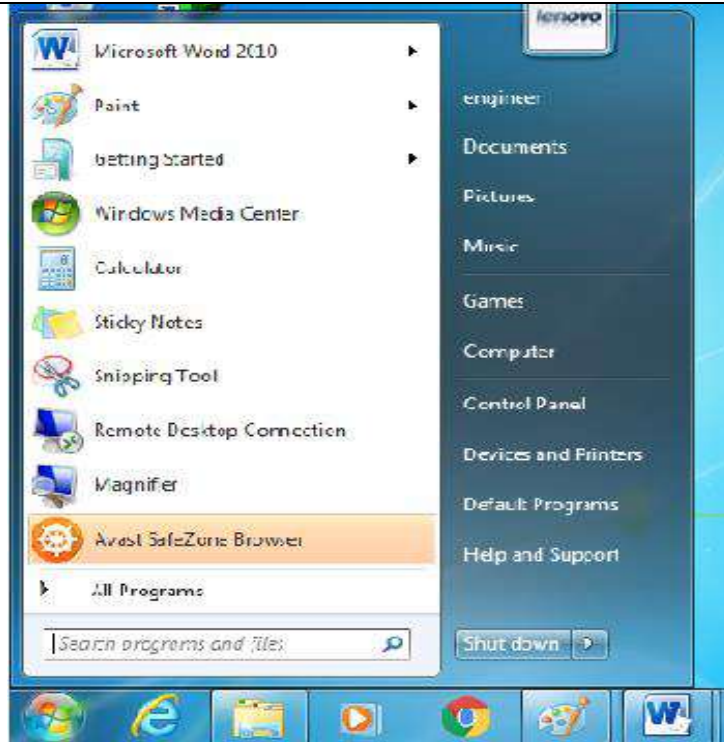 lenovo
Microsoft Word 2010
Paint
Getting Started
Windows Media Center
Calculator
Sticky Notes
Snipping Tool
Remote Desktop Connection
Magnifier
Avast SafeZone Browser
All Programs
Search programs and files
engineer
Documents
Pictures
Music
Games
Computer
Control Panel
Devices and Printers
Default Programs
Help and Support
Shut down